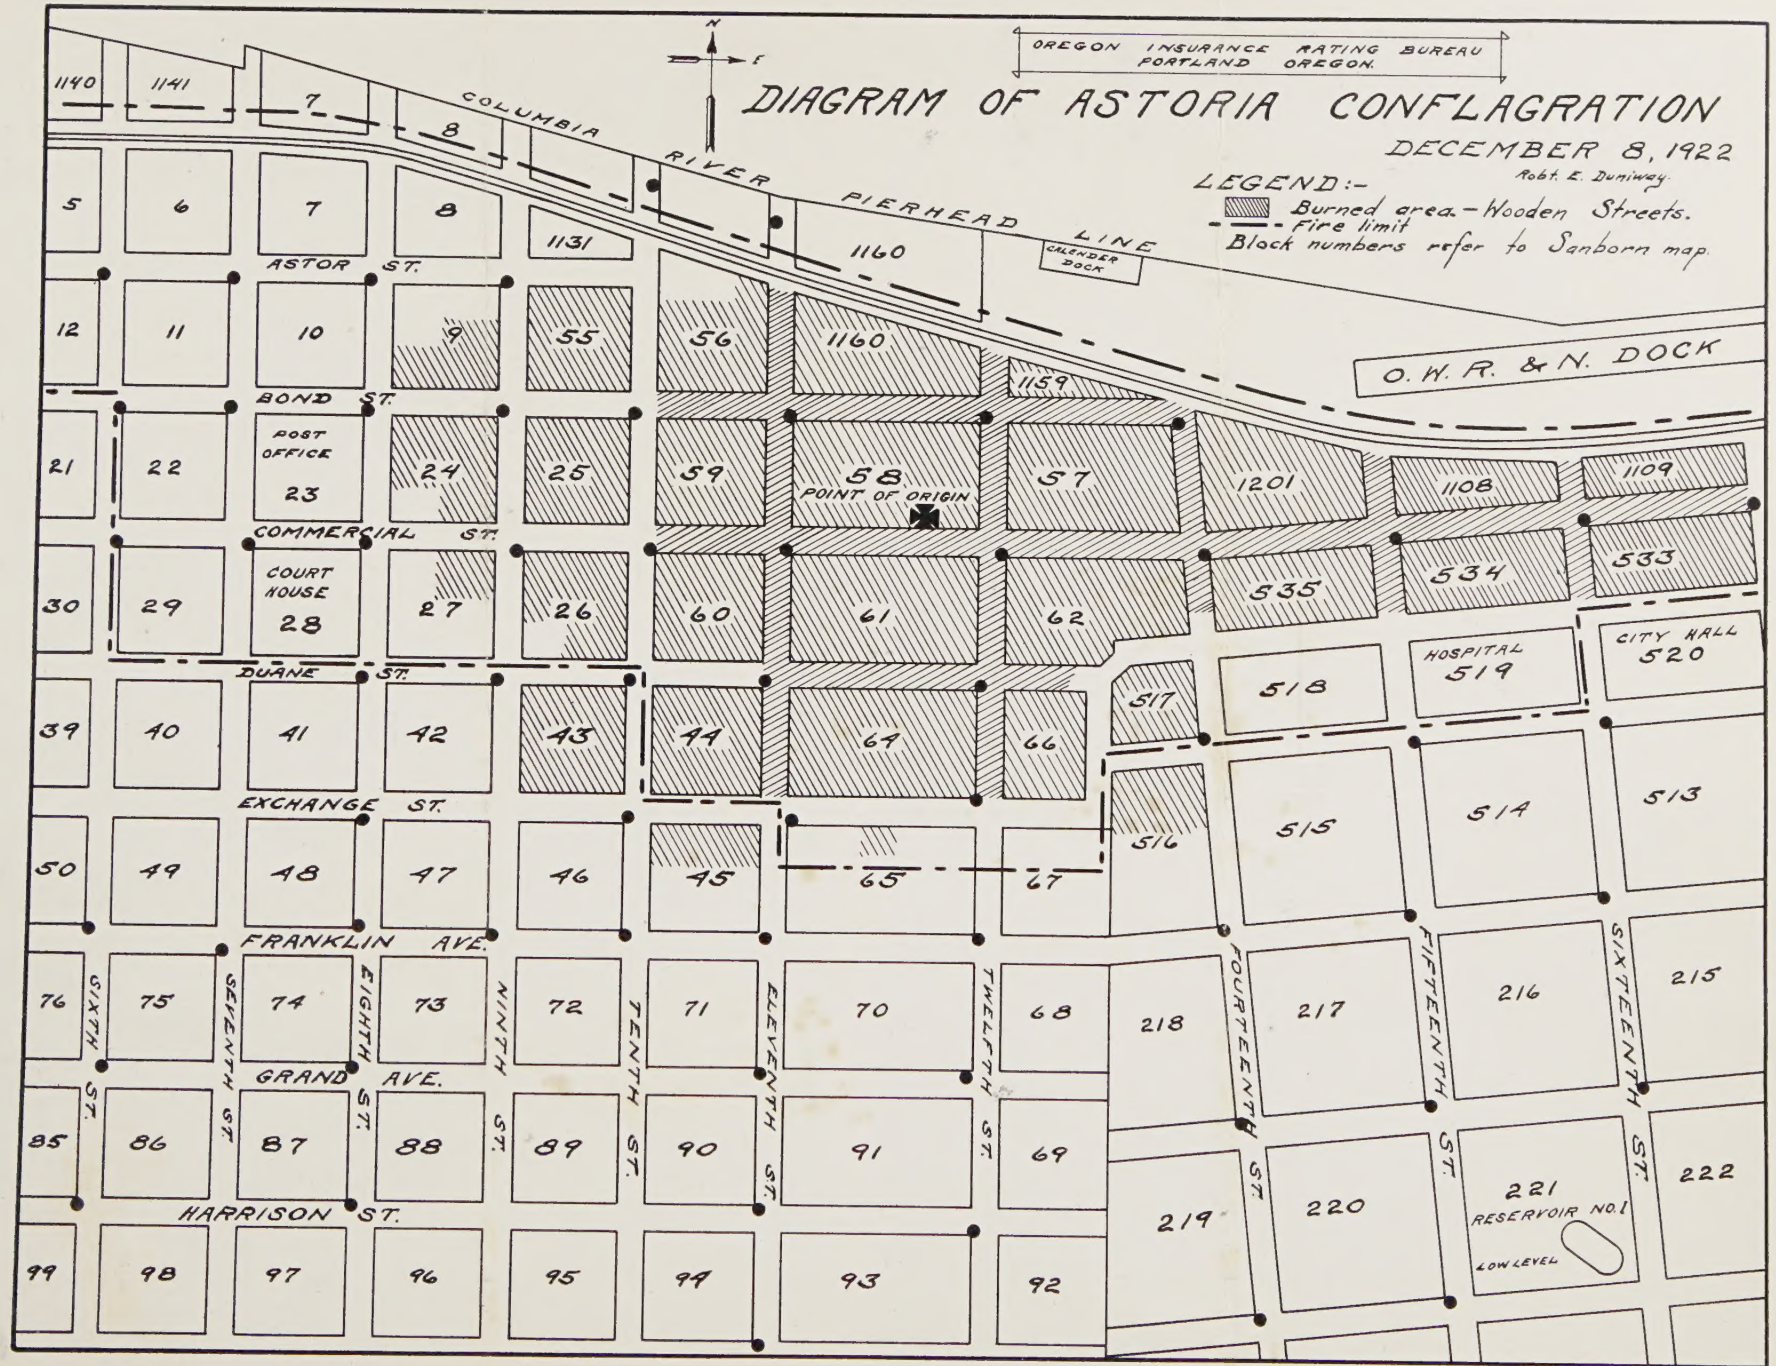 N
E
OREGON INSURANCE RATING BUREAU
PORTLAND OREGON.
DIAGRAM OF ASTORIA CONFLAGRATION
DECEMBER 8, 1922
Robt. E. Duniway.
LEGEND:-
Burned area.-Wooden Streets.
Fire limit
Block numbers refer to Sanborn map.
COLUMBIA RIVER PIERHEAD LINE
1140 1141 7 8
5 6 7 8 1131 1160
CALENDER
DOCK
ASTOR ST.
12 11 10 9 55 56 1160 1159
O. W. R. & N. DOCK
BOND ST.
21 22
POST
OFFICE
23
24 25 59 58 57 1201 1108 1109
POINT OF ORIGIN
COMMERCIAL ST.
30 29
COURT
HOUSE
28
27 26 60 61 62 535 534 533
DUANE ST.
39 40 41 42 43 44 64 66 517 518
HOSPITAL
519
CITY HALL
520
EXCHANGE ST.
50 49 48 47 46 45 65 67 516 515 514 513
FRANKLIN AVE.
76 75 74 73 72 71 70 68 218 217 216 215
SIXTH ST.
SEVENTH ST.
EIGHTH ST.
NINTH ST.
TENTH ST.
ELEVENTH ST.
TWELFTH ST.
FOURTEENTH ST.
FIFTEENTH ST.
SIXTEENTH ST.
GRAND AVE.
85 86 87 88 89 90 91 69 219 220 221 222
RESERVOIR NO.1
LOW LEVEL
HARRISON ST.
99 98 97 96 95 94 93 92